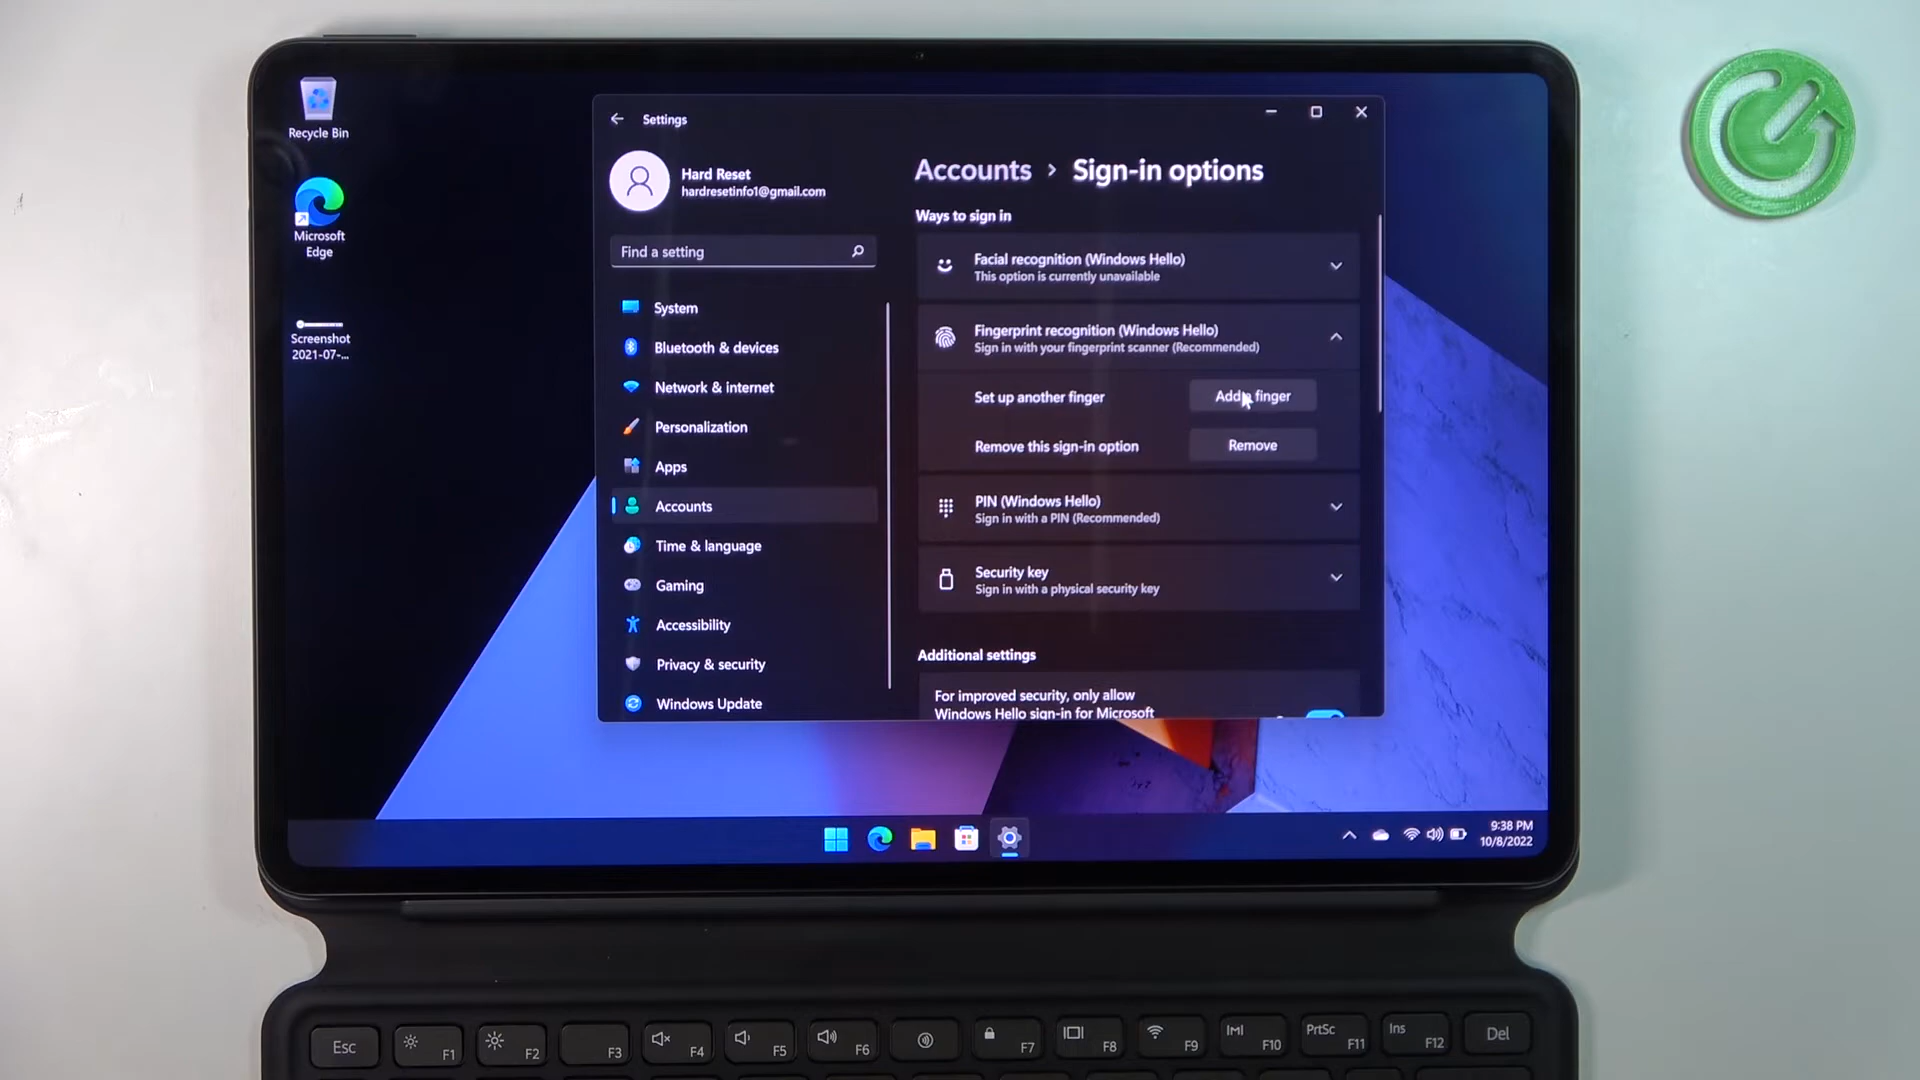 Recycle Bin
Microsoft
Edge
Screenshot
2021-07-...
Settings
Hard Reset
hardresetinfo1@gmail.com
Find a setting
System
Bluetooth & devices
Network & internet
Personalization
Apps
Accounts
Time & language
Gaming
Accessibility
Privacy & security
Windows Update
Accounts > Sign-in options
Ways to sign in
Facial recognition (Windows Hello)
This option is currently unavailable
Fingerprint recognition (Windows Hello)
Sign in with your fingerprint scanner (Recommended)
Set up another finger
Add a finger
Remove this sign-in option
Remove
PIN (Windows Hello)
Sign in with a PIN (Recommended)
Security key
Sign in with a physical security key
Additional settings
For improved security, only allow
Windows Hello sign-in for Microsoft
9:38 PM
10/8/2022
Esc
F1
F2
F3
F4
F5
F6
F7
F8
F9
F10
PrtSc
F11
Ins
F12
Del